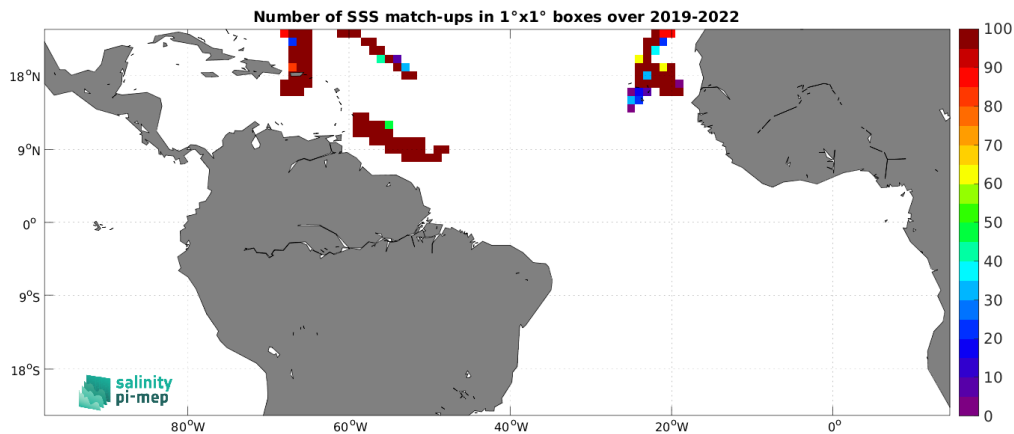 Number of SSS match-ups in 1°x1° boxes over 2019-2022
100
90
80
70
60
50
40
30
20
10
0
18°N
9°N
0°
9°S
18°S
salinity
pi-mep
80°W
60°W
40°W
20°W
0°